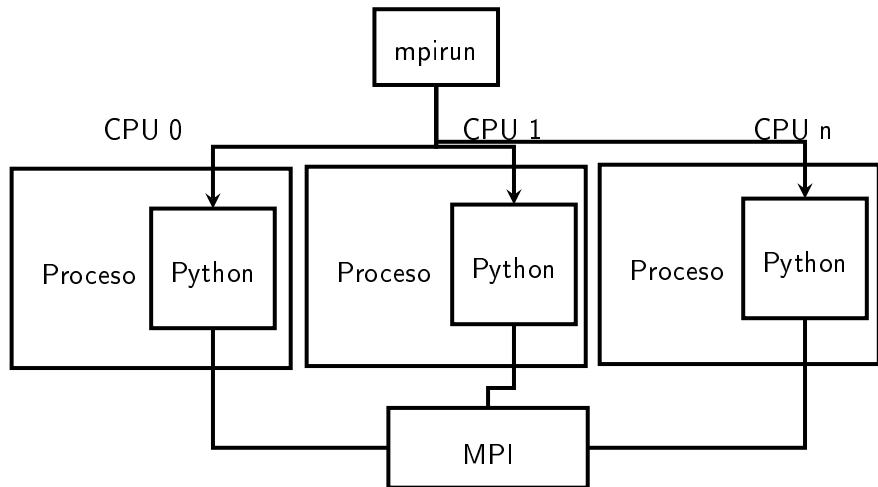 mpirun
CPU 0
CPU 1
CPU n
Proceso
Python
Proceso
Python
Proceso
Python
MPI